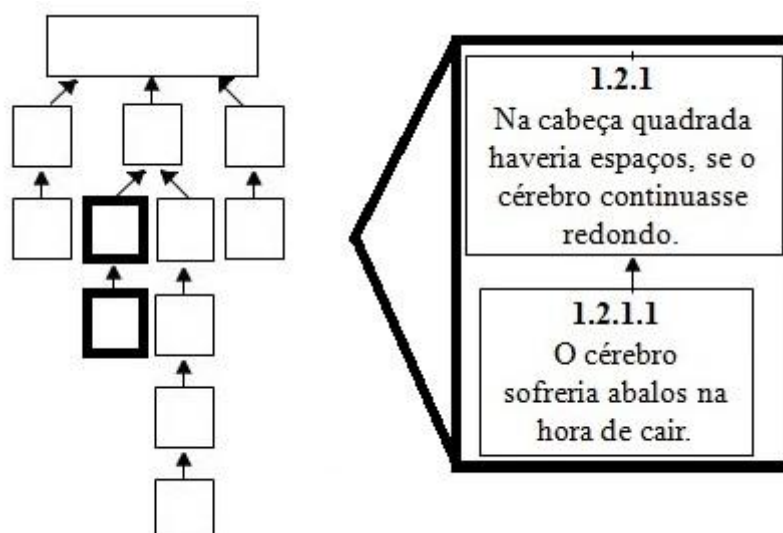 1.2.1
Na cabeça quadrada
haveria espaços, se o
cérebro continuasse
redondo.
1.2.1.1
O cérebro
sofreria abalos na
hora de cair.